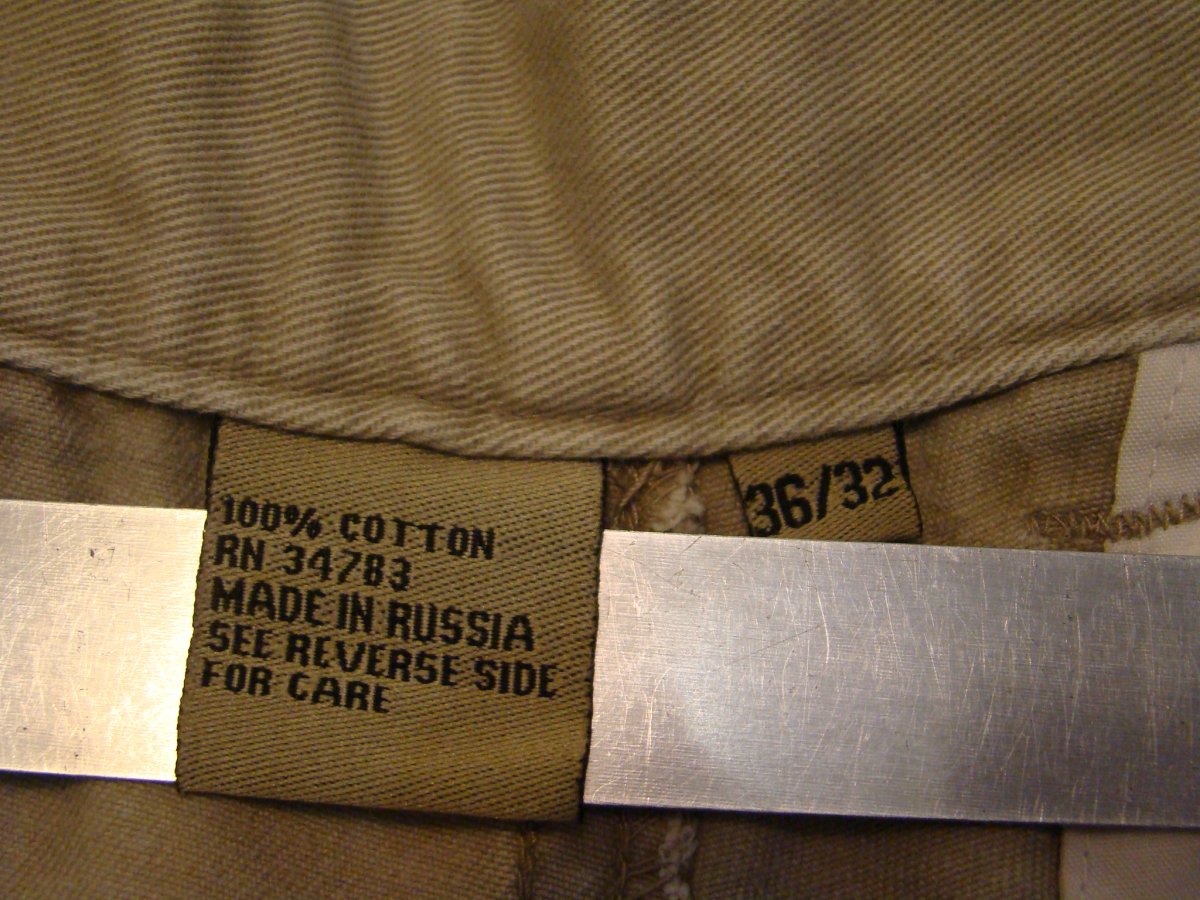 100% COTTON
RN 34783
MADE IN RUSSIA
SEE REVERSE SIDE
FOR CARE
36/32